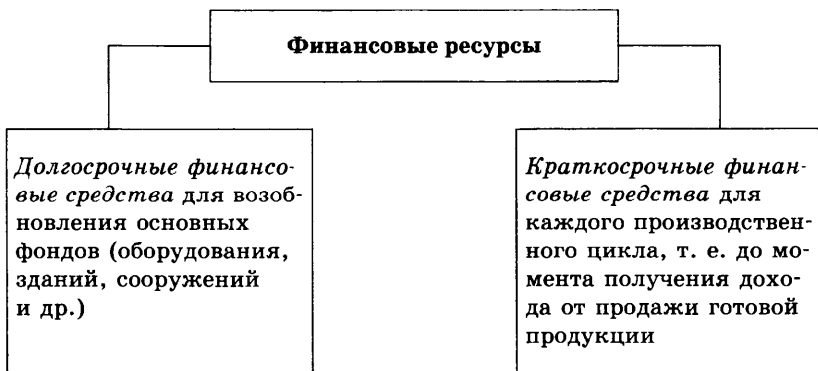 Финансовые ресурсы
Долгосрочные финансо-
вые средства для возоб-
новления основных
фондов (оборудования,
зданий, сооружений
и др.)
Краткосрочные финан-
совые средства для
каждого производствен-
ного цикла, т. е. до мо-
мента получения дохо-
да от продажи готовой
продукции